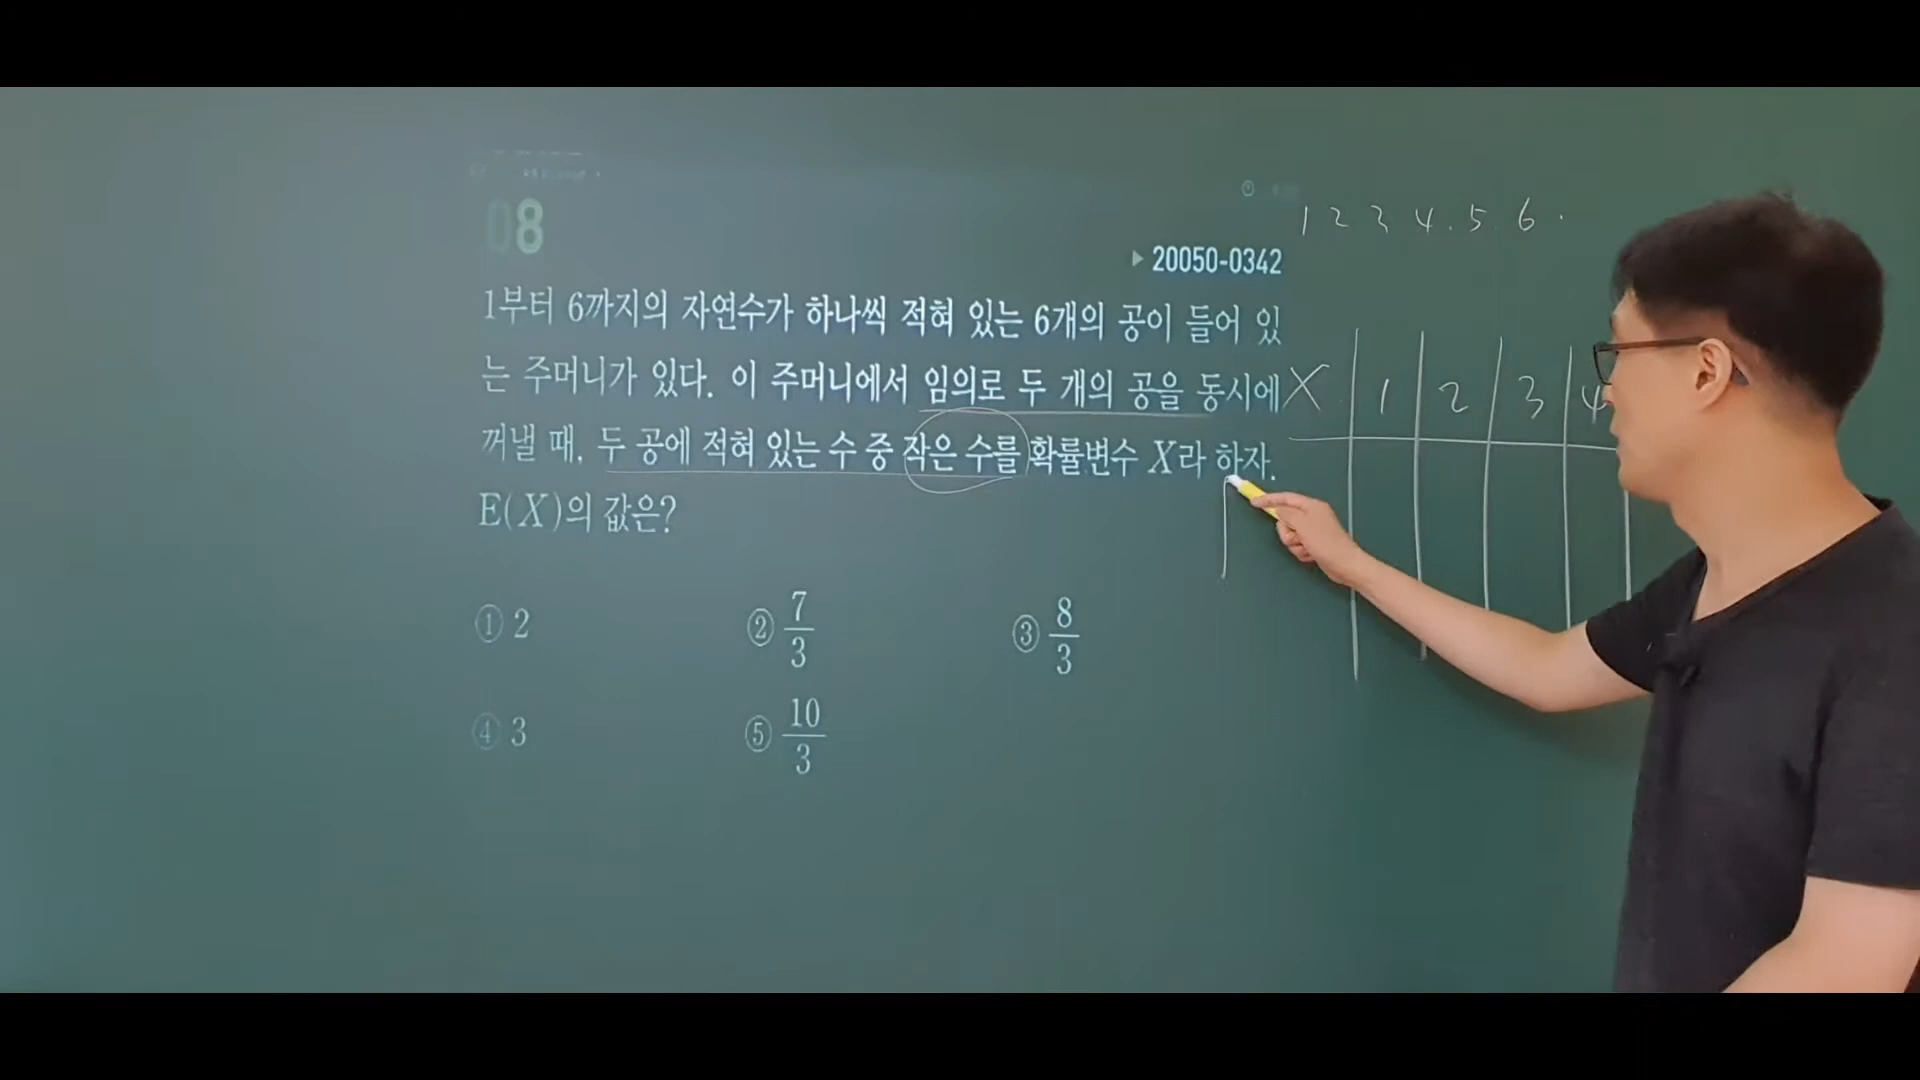 08
▶ 20050-0342
1부터 6까지의 자연수가 하나씩 적혀 있는 6개의 공이 들어 있
는 주머니가 있다. 이 주머니에서 임의로 두 개의 공을 동시에
꺼낼 때, 두 공에 적혀 있는 수 중 작은 수를 확률변수 X라 하자.
E(X)의 값은?
① 2 ② 7/3 ③ 8/3
④ 3 ⑤ 10/3
1 2 3 4. 5. 6.
X 1 2 3 4